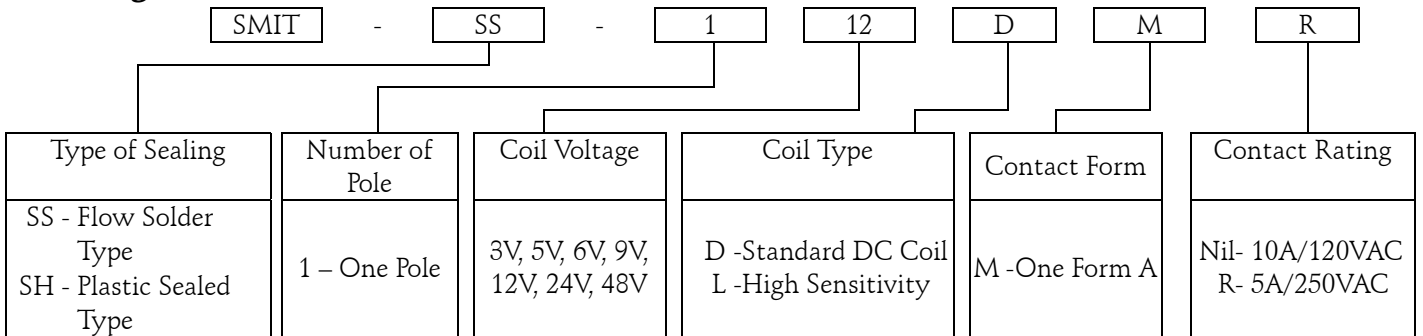 SMIT - SS - 1 12 D M R
Type of Sealing
SS - Flow Solder
Type
SH - Plastic Sealed
Type
Number of
Pole
1 – One Pole
Coil Voltage
3V, 5V, 6V, 9V,
12V, 24V, 48V
Coil Type
D -Standard DC Coil
L -High Sensitivity
Contact Form
M -One Form A
Contact Rating
Nil- 10A/120VAC
R- 5A/250VAC